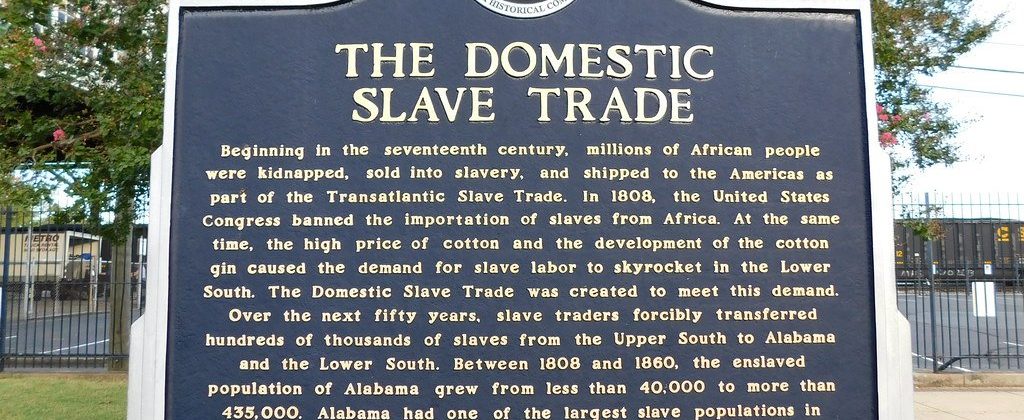 HISTORICAL COM
THE DOMESTIC
SLAVE TRADE
Beginning in the seventeenth century, millions of African people
were kidnapped, sold into slavery, and shipped to the Americas as
part of the Transatlantic Slave Trade. In 1808, the United States
Congress banned the importation of slaves from Africa. At the same
time, the high price of cotton and the development of the cotton
gin caused the demand for slave labor to skyrocket in the Lower
South. The Domestic Slave Trade was created to meet this demand.
Over the next fifty years, slave traders forcibly transferred
hundreds of thousands of slaves from the Upper South to Alabama
and the Lower South. Between 1808 and 1860, the enslaved
population of Alabama grew from less than 40,000 to more than
435,000. Alabama had one of the largest slave populations in
METRO